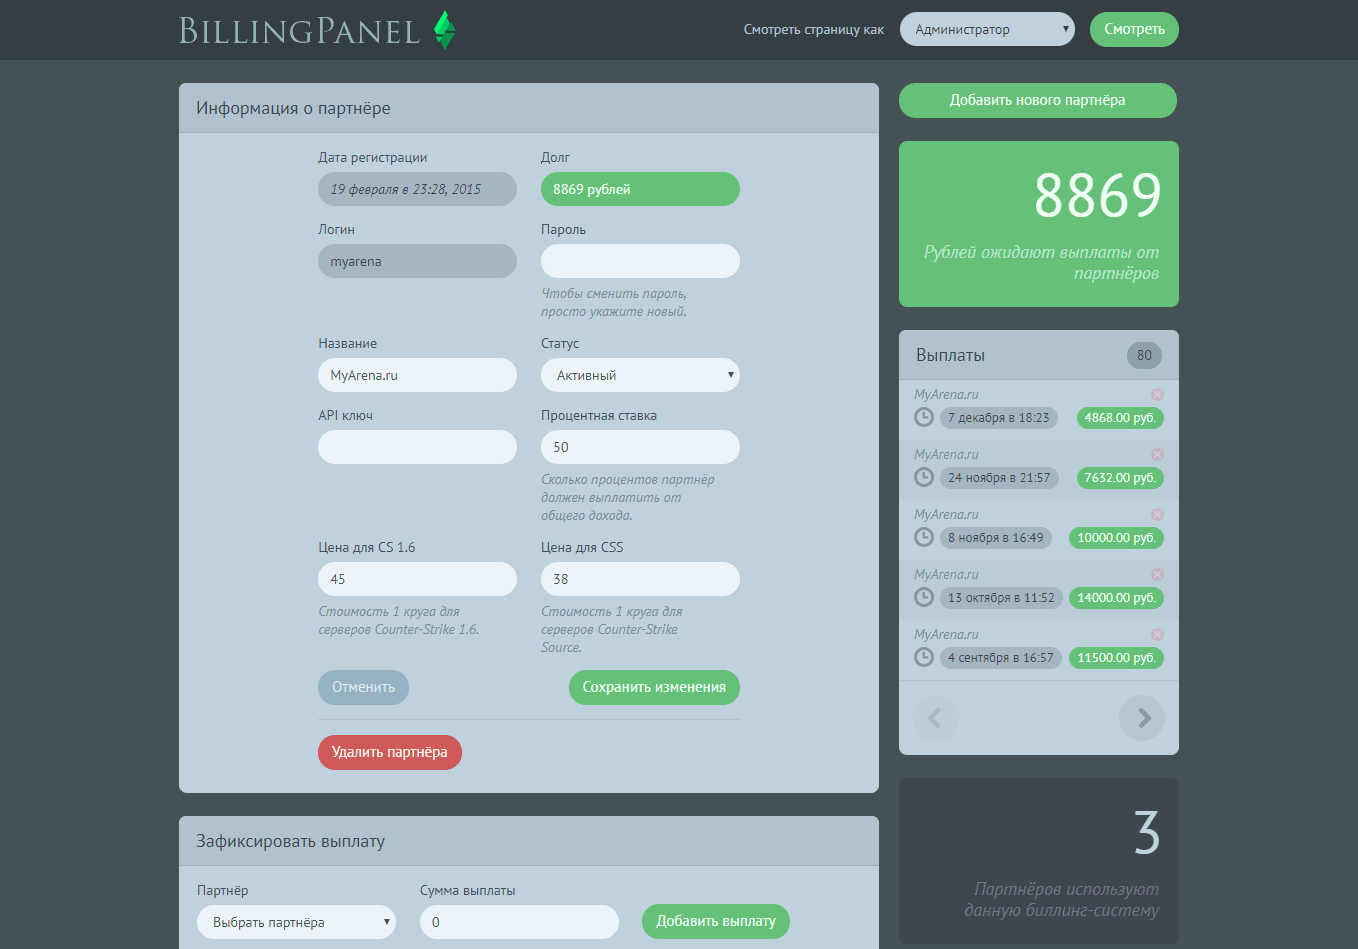 BILLINGPANEL
Смотреть страницу как
Администратор
Смотреть
Информация о партнёре
Дата регистрации
Долг
19 февраля в 23:28, 2015
8869 рублей
Логин
Пароль
myarena
Чтобы сменить пароль,
просто укажите новый.
Название
Статус
MyArena.ru
Активный
API ключ
Процентная ставка
50
Сколько процентов партнёр
должен выплатить от
общего дохода.
Цена для CS 1.6
Цена для CSS
45
38
Стоимость 1 круга для
серверов Counter-Strike 1.6.
Стоимость 1 круга для
серверов Counter-Strike
Source.
Отменить
Сохранить изменения
Удалить партнёра
Зафиксировать выплату
Партнёр
Сумма выплаты
Выбрать партнёра
0
Добавить выплату
Добавить нового партнёра
8869
Рублей ожидают выплаты от
партнёров
Выплаты
80
MyArena.ru
7 декабря в 18:23
4868.00 руб.
MyArena.ru
24 ноября в 21:57
7632.00 руб.
MyArena.ru
8 ноября в 16:49
10000.00 руб.
MyArena.ru
13 октября в 11:52
14000.00 руб.
MyArena.ru
4 сентября в 16:57
11500.00 руб.
3
Партнёров используют
данную биллинг-систему